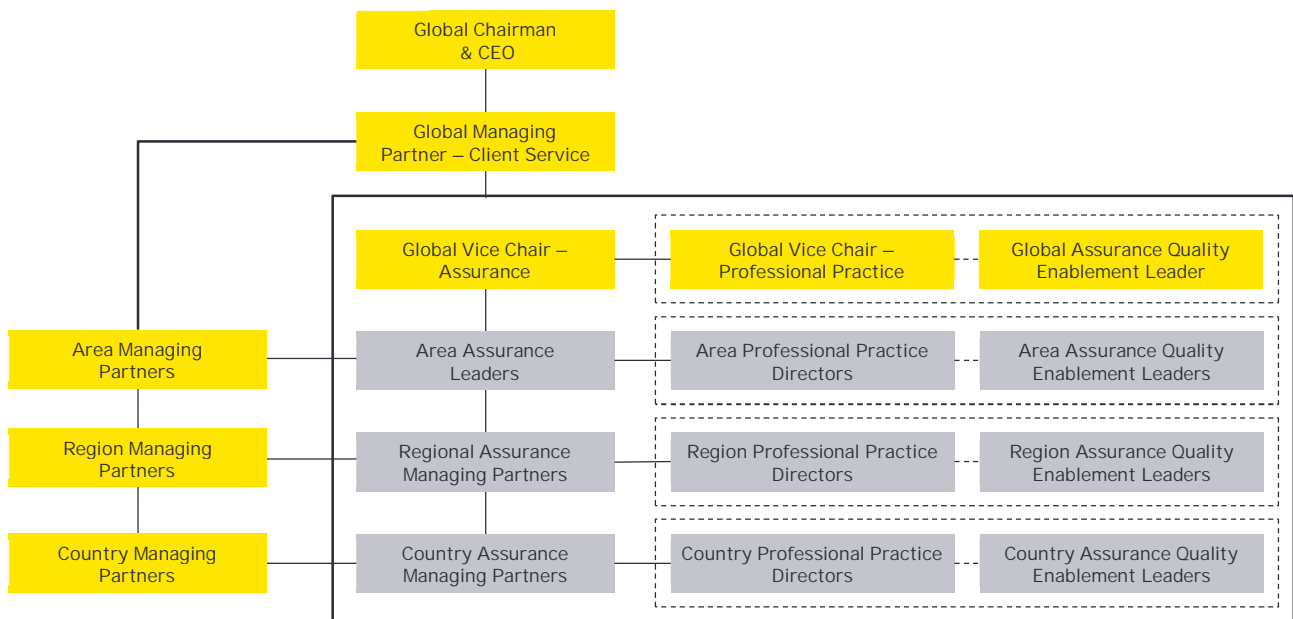 Global Chairman
& CEO
Global Managing
Partner – Client Service
Global Vice Chair –
Assurance
Global Vice Chair –
Professional Practice
Global Assurance Quality
Enablement Leader
Area Managing
Partners
Area Assurance
Leaders
Area Professional Practice
Directors
Area Assurance Quality
Enablement Leaders
Region Managing
Partners
Regional Assurance
Managing Partners
Region Professional Practice
Directors
Region Assurance Quality
Enablement Leaders
Country Managing
Partners
Country Assurance
Managing Partners
Country Professional Practice
Directors
Country Assurance Quality
Enablement Leaders